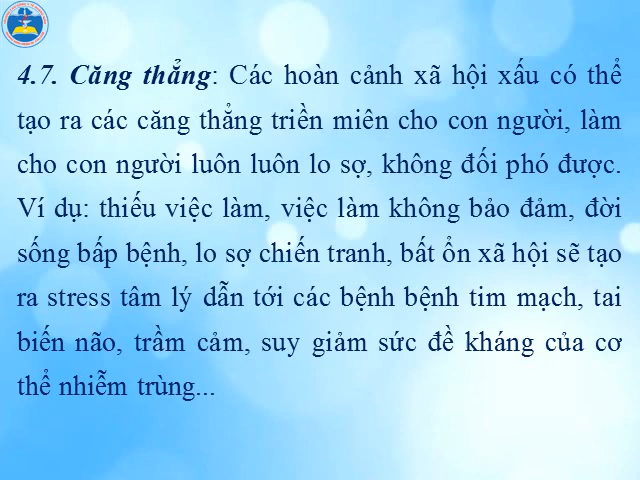 4.7. Căng thẳng: Các hoàn cảnh xã hội xấu có thể
tạo ra các căng thẳng triền miên cho con người, làm
cho con người luôn luôn lo sợ, không đối phó được.
Ví dụ: thiếu việc làm, việc làm không bảo đảm, đời
sống bấp bệnh, lo sợ chiến tranh, bất ổn xã hội sẽ tạo
ra stress tâm lý dẫn tới các bệnh bệnh tim mạch, tai
biến não, trầm cảm, suy giảm sức đề kháng của cơ
thể nhiễm trùng...